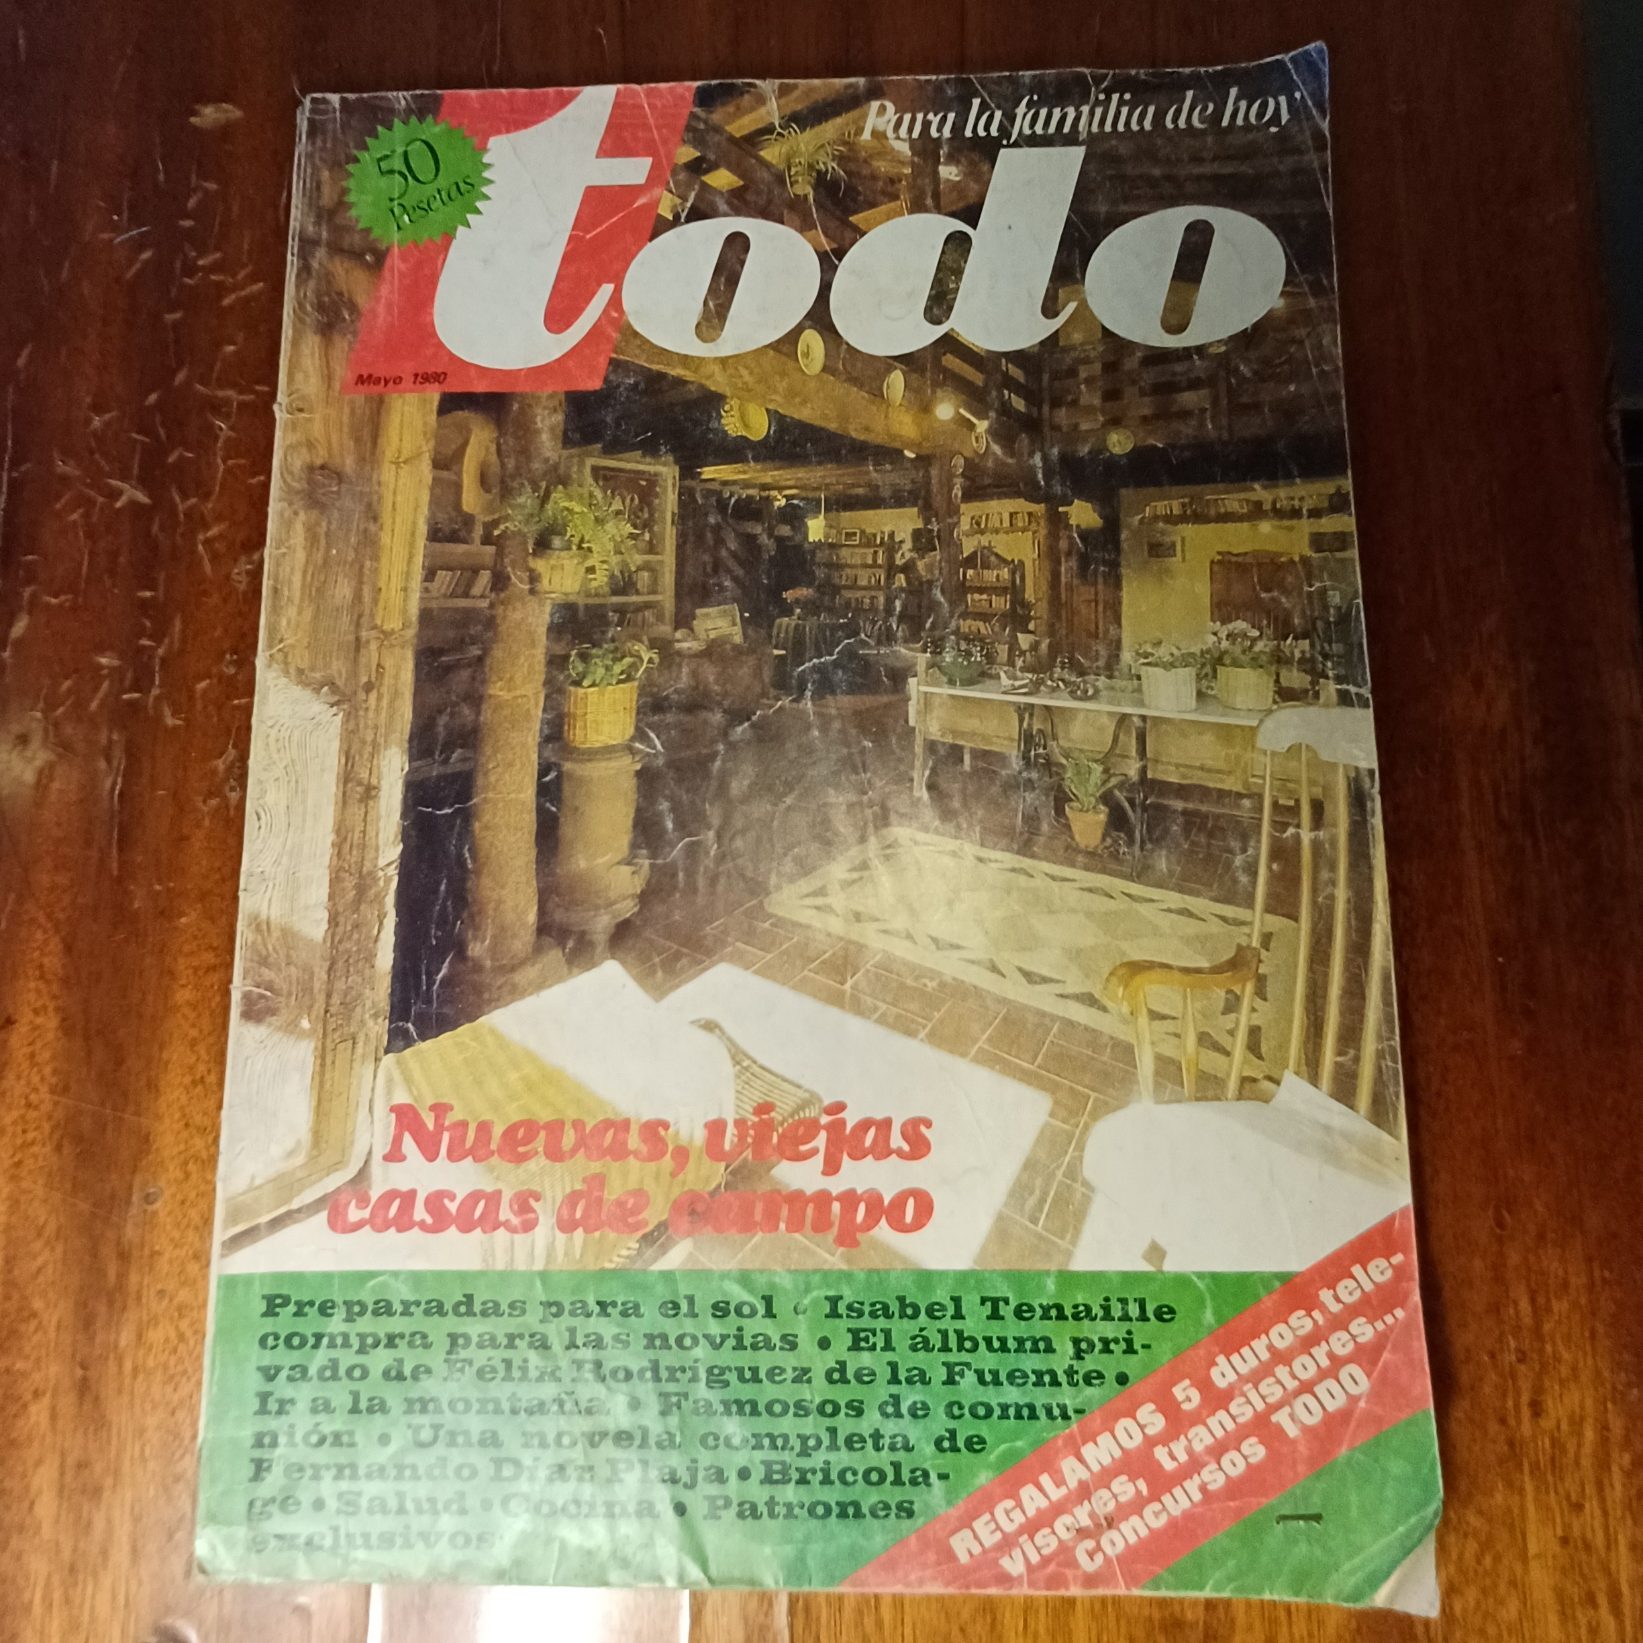 Para la familia de hoy
50
Pesetas
todo
Mayo 1980
Nuevas, viejas
casas de campo
Preparadas para el sol • Isabel Tenaille
compra para las novias • El álbum pri-
vado de Félix Rodríguez de la Fuente •
Ir a la montaña • Famosos de comu-
nión • Una novela completa de
Fernando Díaz Plaja • Bricola-
ge • Salud • Cocina • Patrones
exclusivos
REGALAMOS 5 duros, tele-
visores, transistores...
Concursos TODO